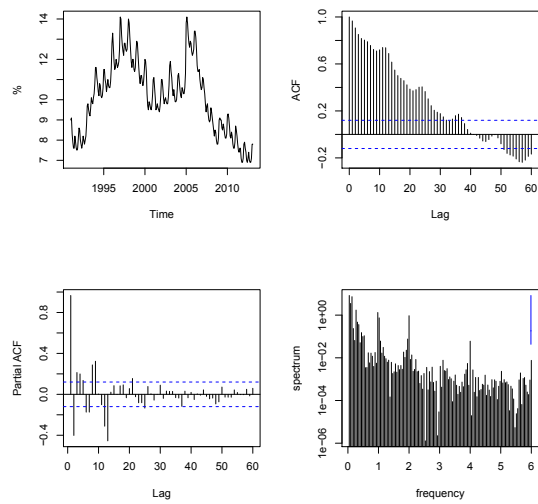 %
7 8 9 10 12 14
1995 2000 2005 2010
Time
ACF
-0.2 0.2 0.6 1.0
0 10 20 30 40 50 60
Lag
Partial ACF
-0.4 0.0 0.4 0.8
0 10 20 30 40 50 60
Lag
spectrum
1e-06 1e-04 1e-02 1e+00
0 1 2 3 4 5 6
frequency